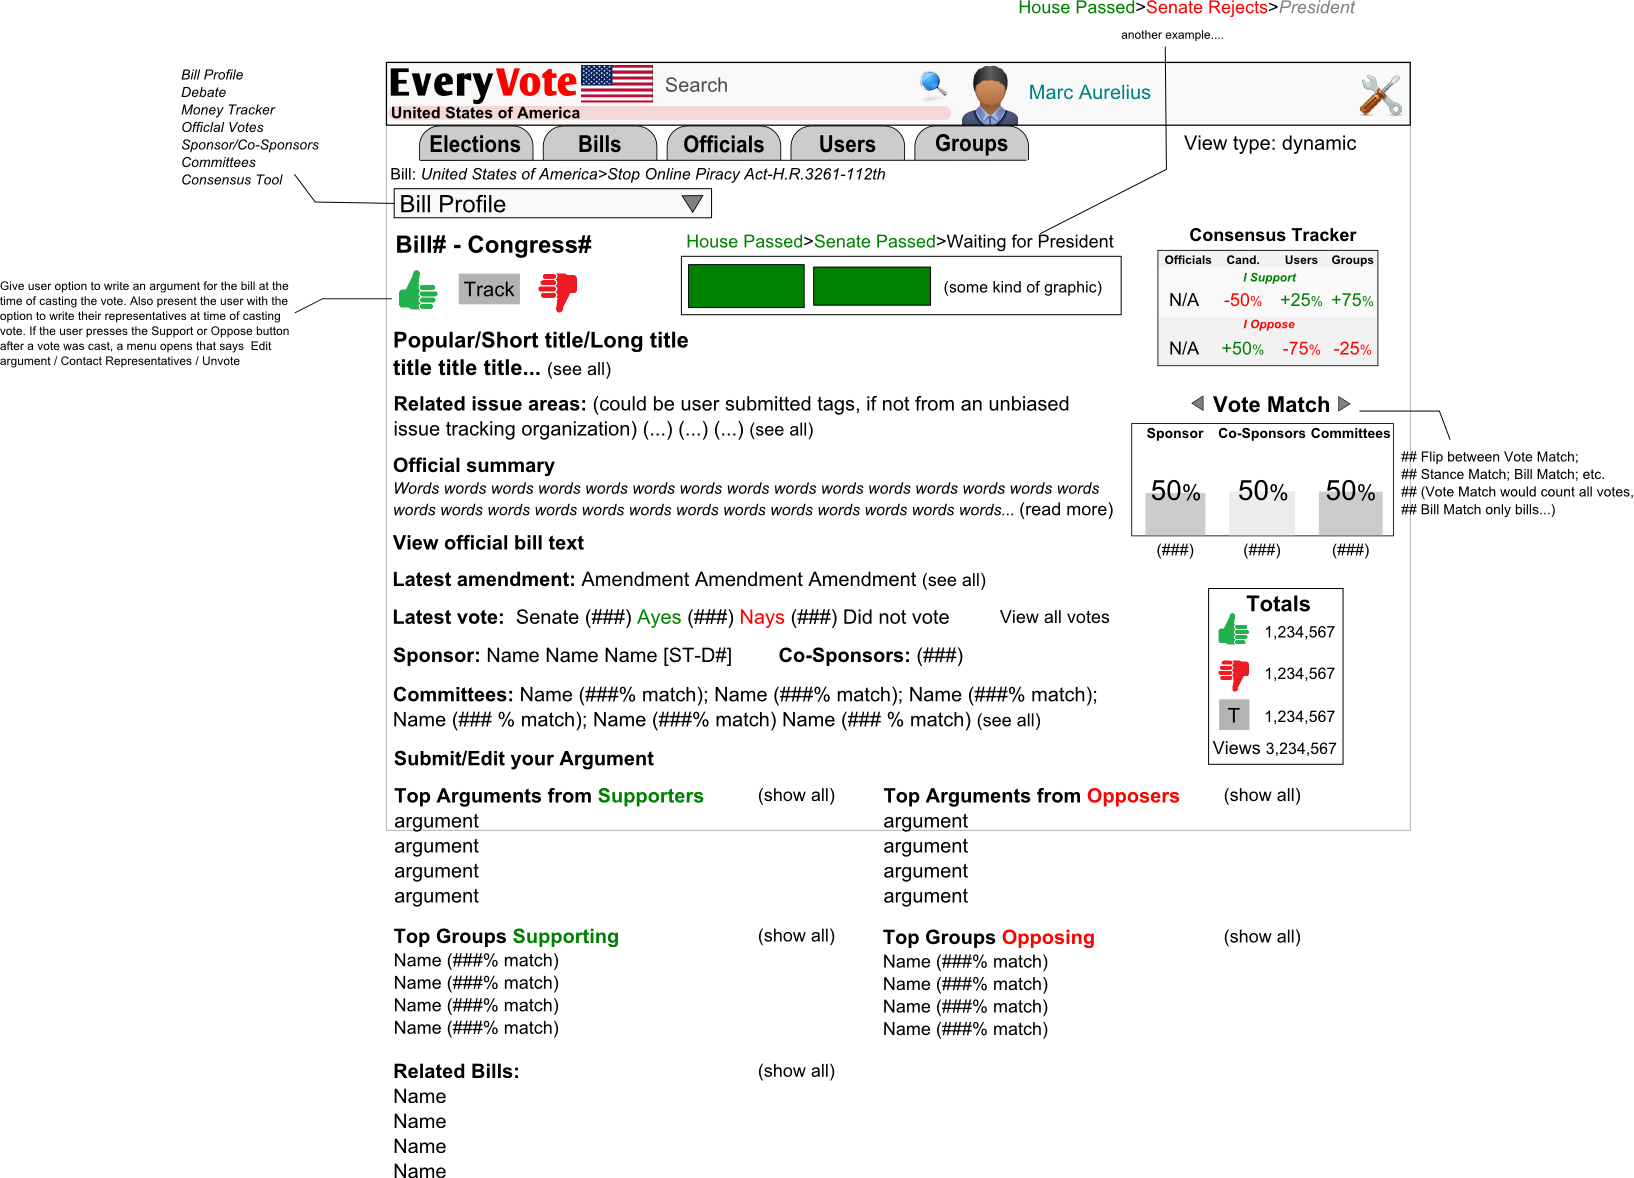 House Passed>Senate Rejects>President
another example....
Bill Profile
Debate
Money Tracker
Official Votes
Sponsor/Co-Sponsors
Committees
Consensus Tool
EveryVote
United States of America
Search
Marc Aurelius
Elections
Bills
Officials
Users
Groups
View type: dynamic
Bill: United States of America>Stop Online Piracy Act-H.R.3261-112th
Bill Profile
Bill# - Congress#
House Passed>Senate Passed>Waiting for President
(some kind of graphic)
Track
Give user option to write an argument for the bill at the
time of casting the vote. Also present the user with the
option to write their representatives at time of casting
vote. If the user presses the Support or Oppose button
after a vote was cast, a menu opens that says  Edit
argument / Contact Representatives / Unvote
Consensus Tracker
Officials Cand. Users Groups
I Support
N/A -50% +25% +75%
I Oppose
N/A +50% -75% -25%
Popular/Short title/Long title
title title title... (see all)
Related issue areas: (could be user submitted tags, if not from an unbiased
issue tracking organization) (...) (...) (...) (see all)
Vote Match
Sponsor Co-Sponsors Committees
50% 50% 50%
(###) (###) (###)
## Flip between Vote Match;
## Stance Match; Bill Match; etc.
## (Vote Match would count all votes,
## Bill Match only bills...)
Official summary
Words words words words words words words words words words words words words words words
words words words words words words words words words words words words words... (read more)
View official bill text
Latest amendment: Amendment Amendment Amendment (see all)
Latest vote: Senate (###) Ayes (###) Nays (###) Did not vote View all votes
Sponsor: Name Name Name [ST-D#] Co-Sponsors: (###)
Committees: Name (###% match); Name (###% match); Name (###% match);
Name (### % match); Name (###% match) Name (### % match) (see all)
Totals
1,234,567
1,234,567
T 1,234,567
Views 3,234,567
Submit/Edit your Argument
Top Arguments from Supporters (show all)
argument
argument
argument
argument
Top Arguments from Opposers (show all)
argument
argument
argument
argument
Top Groups Supporting (show all)
Name (###% match)
Name (###% match)
Name (###% match)
Name (###% match)
Top Groups Opposing (show all)
Name (###% match)
Name (###% match)
Name (###% match)
Name (###% match)
Related Bills: (show all)
Name
Name
Name
Name